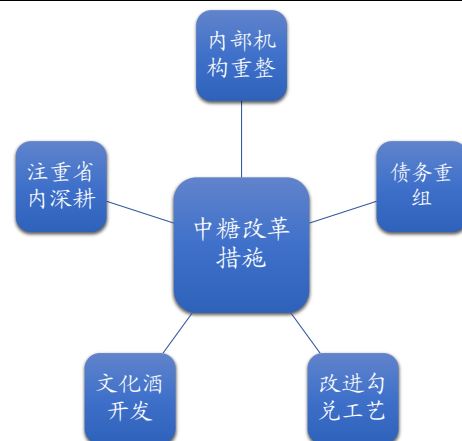 内部机
构重整
注重省
内深耕
债务重
组
中糖改革
措施
文化酒
开发
改进勾
兑工艺